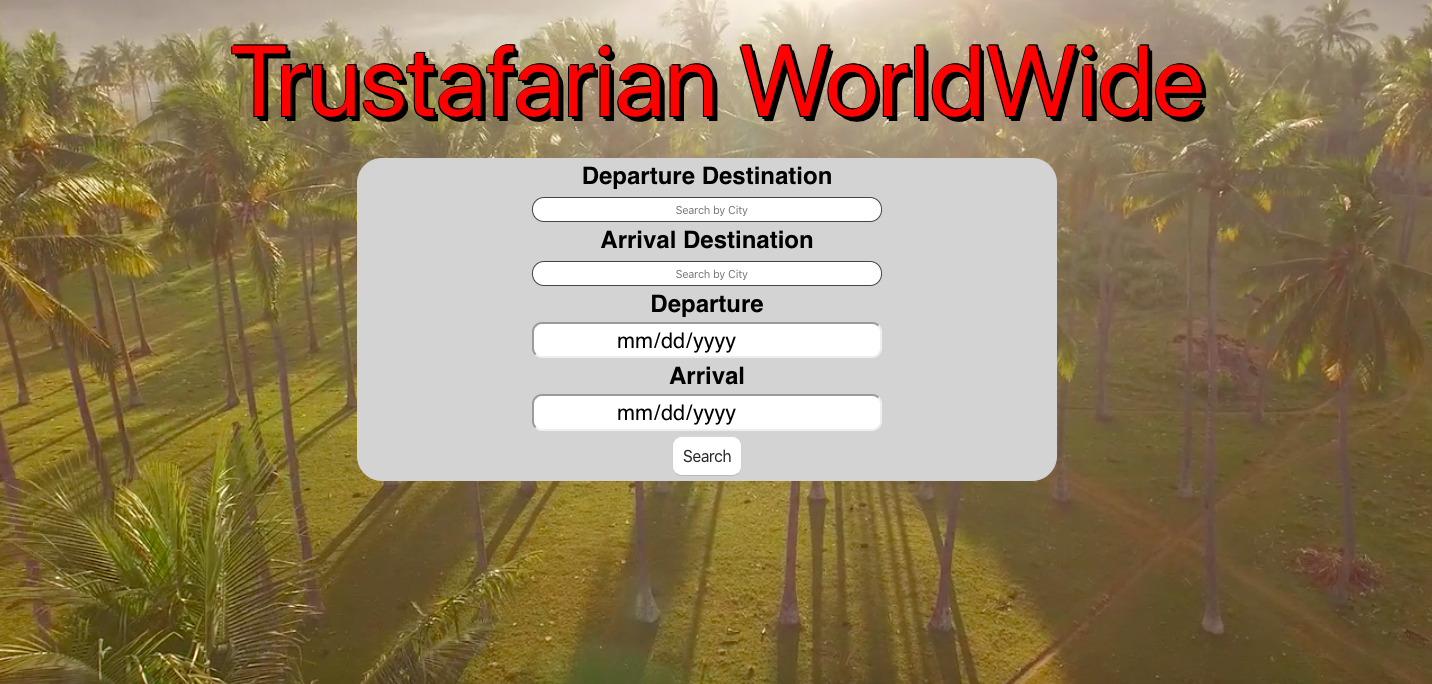 Trustafarian WorldWide
Departure Destination
Search by City
Arrival Destination
Search by City
Departure
mm/dd/yyyy
Arrival
mm/dd/yyyy
Search